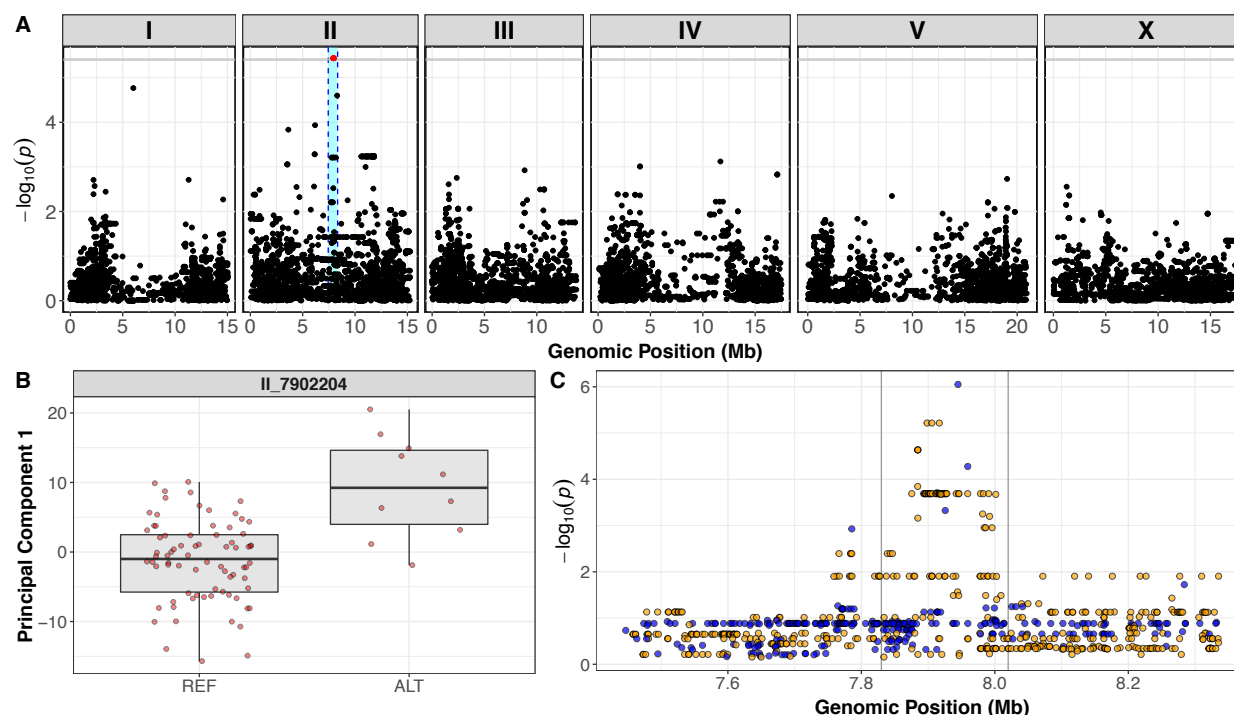 A
I II III IV V X
−log₁₀(p)
4
2
0
0 5 10 15 0 5 10 15 0 5 10 0 5 10 15 0 5 10 15 20 0 5 10 15
Genomic Position (Mb)
B
II_7902204
Principal Component 1
20
10
0
−10
REF ALT
C
−log₁₀(p)
6
4
2
0
7.6 7.8 8.0 8.2
Genomic Position (Mb)